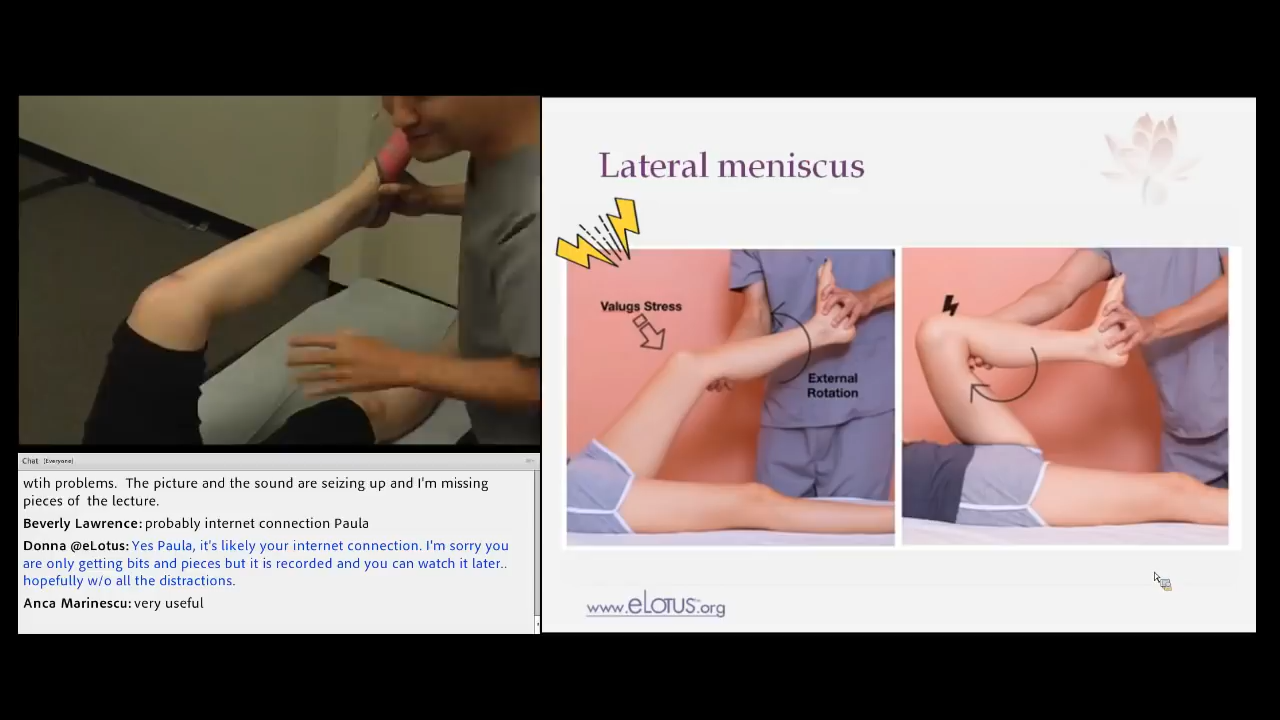 Lateral meniscus
Valugs Stress
External
Rotation
www.eLOTUS.org
Chat (Everyone)
wtih problems. The picture and the sound are seizing up and I'm missing
pieces of the lecture.
Beverly Lawrence: probably internet connection Paula
Donna @eLotus: Yes Paula, it's likely your internet connection. I'm sorry you
are only getting bits and pieces but it is recorded and you can watch it later..
hopefully w/o all the distractions.
Anca Marinescu: very useful